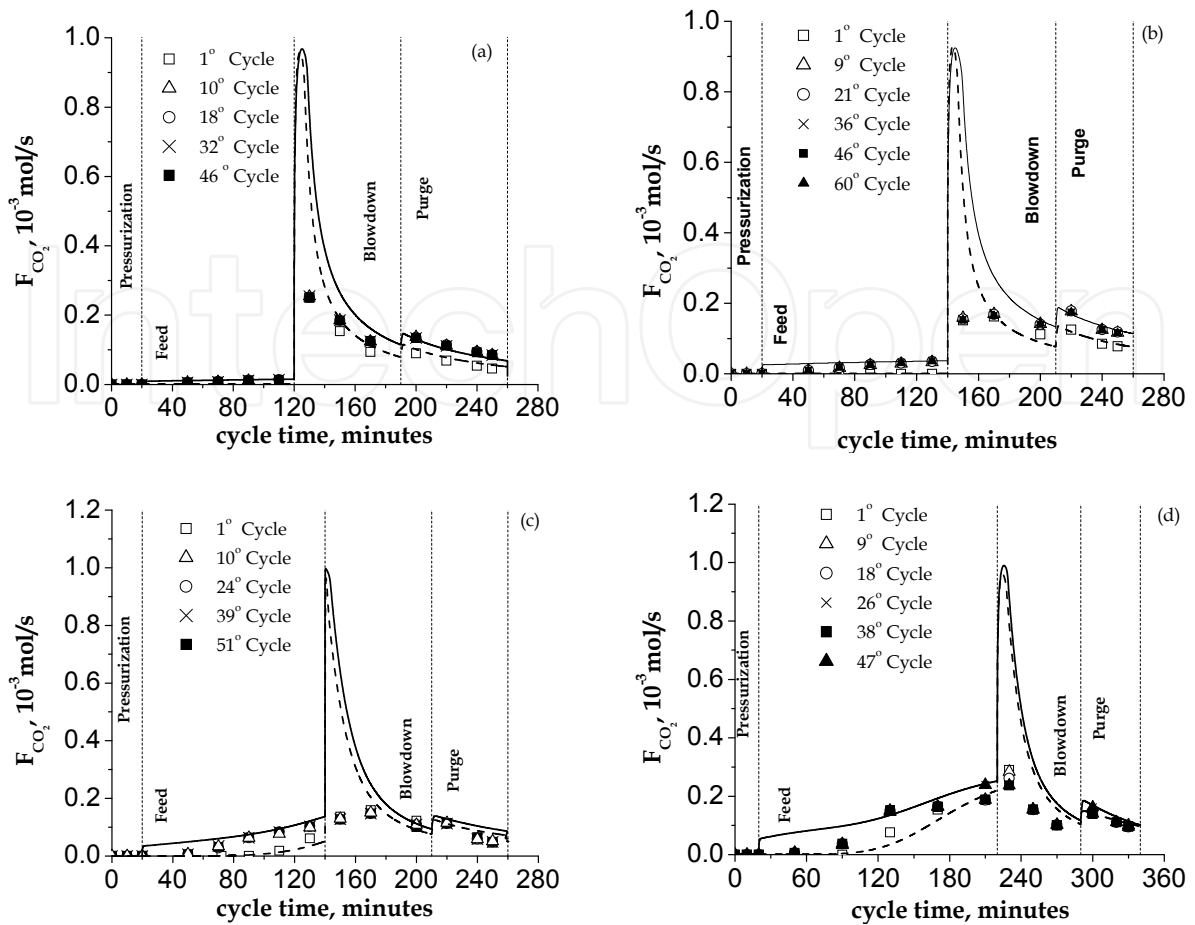 (a)
1° Cycle
10° Cycle
18° Cycle
32° Cycle
46° Cycle
Pressurization
Feed
Blowdown
Purge
F_CO₂, 10⁻³ mol/s
1.0
0.8
0.6
0.4
0.2
0.0
0 40 80 120 160 200 240 280
cycle time, minutes
(b)
1° Cycle
9° Cycle
21° Cycle
36° Cycle
46° Cycle
60° Cycle
Pressurization
Feed
Blowdown
Purge
F_CO₂, 10⁻³ mol/s
1.0
0.8
0.6
0.4
0.2
0.0
0 40 80 120 160 200 240 280
cycle time, minutes
IntechOpen
(c)
1° Cycle
10° Cycle
24° Cycle
39° Cycle
51° Cycle
Pressurization
Feed
Blowdown
Purge
F_CO₂, 10⁻³ mol/s
1.2
1.0
0.8
0.6
0.4
0.2
0.0
0 40 80 120 160 200 240 280
cycle time, minutes
(d)
1° Cycle
9° Cycle
18° Cycle
26° Cycle
38° Cycle
47° Cycle
Pressurization
Feed
Blowdown
Purge
F_CO₂, 10⁻³ mol/s
1.2
1.0
0.8
0.6
0.4
0.2
0.0
0 60 120 180 240 300 360
cycle time, minutes